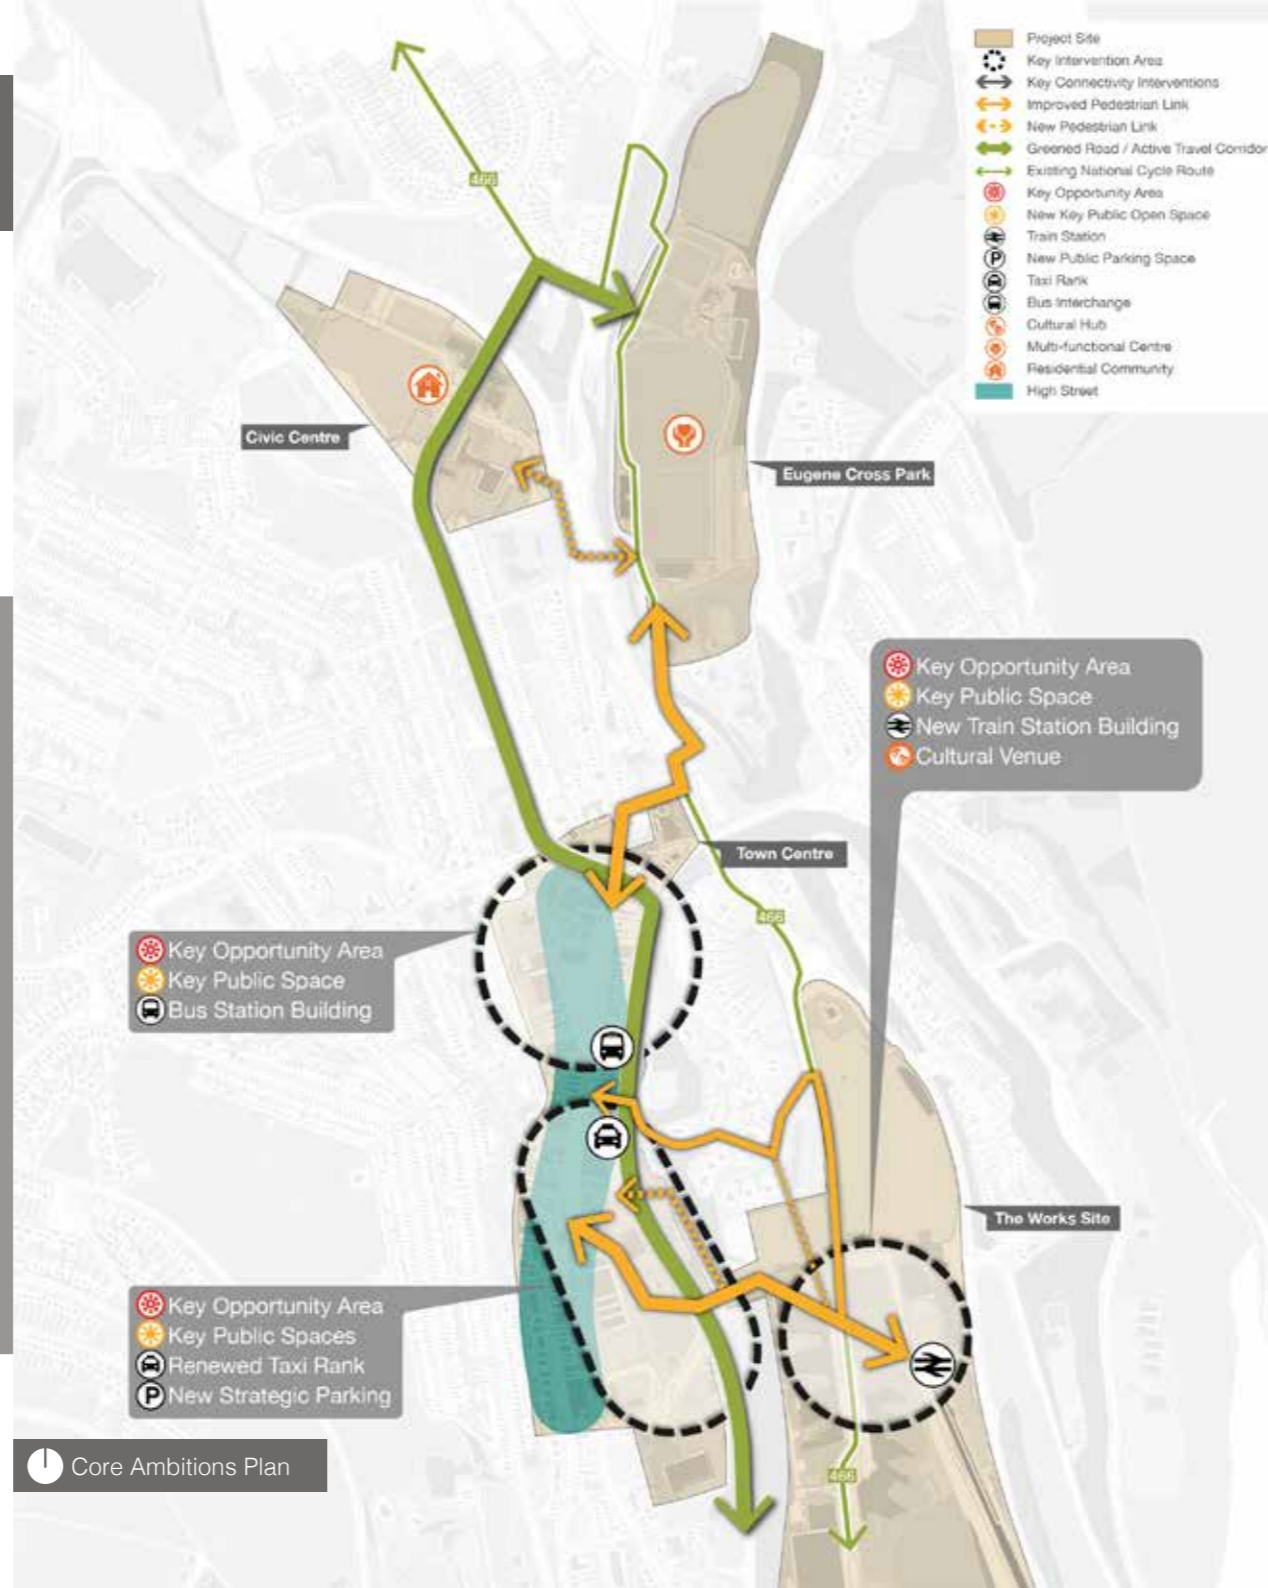 Project Site
Key Intervention Area
Key Connectivity Interventions
Improved Pedestrian Link
New Pedestrian Link
Greened Road / Active Travel Corridor
Existing National Cycle Route
Key Opportunity Area
New Key Public Open Space
Train Station
P New Public Parking Space
Taxi Rank
Bus Interchange
Cultural Hub
Multi-functional Centre
Residential Community
High Street
466
Civic Centre
Eugene Cross Park
Key Opportunity Area
Key Public Space
New Train Station Building
Cultural Venue
Town Centre
466
Key Opportunity Area
Key Public Space
Bus Station Building
The Works Site
Key Opportunity Area
Key Public Spaces
Renewed Taxi Rank
P New Strategic Parking
Core Ambitions Plan
466